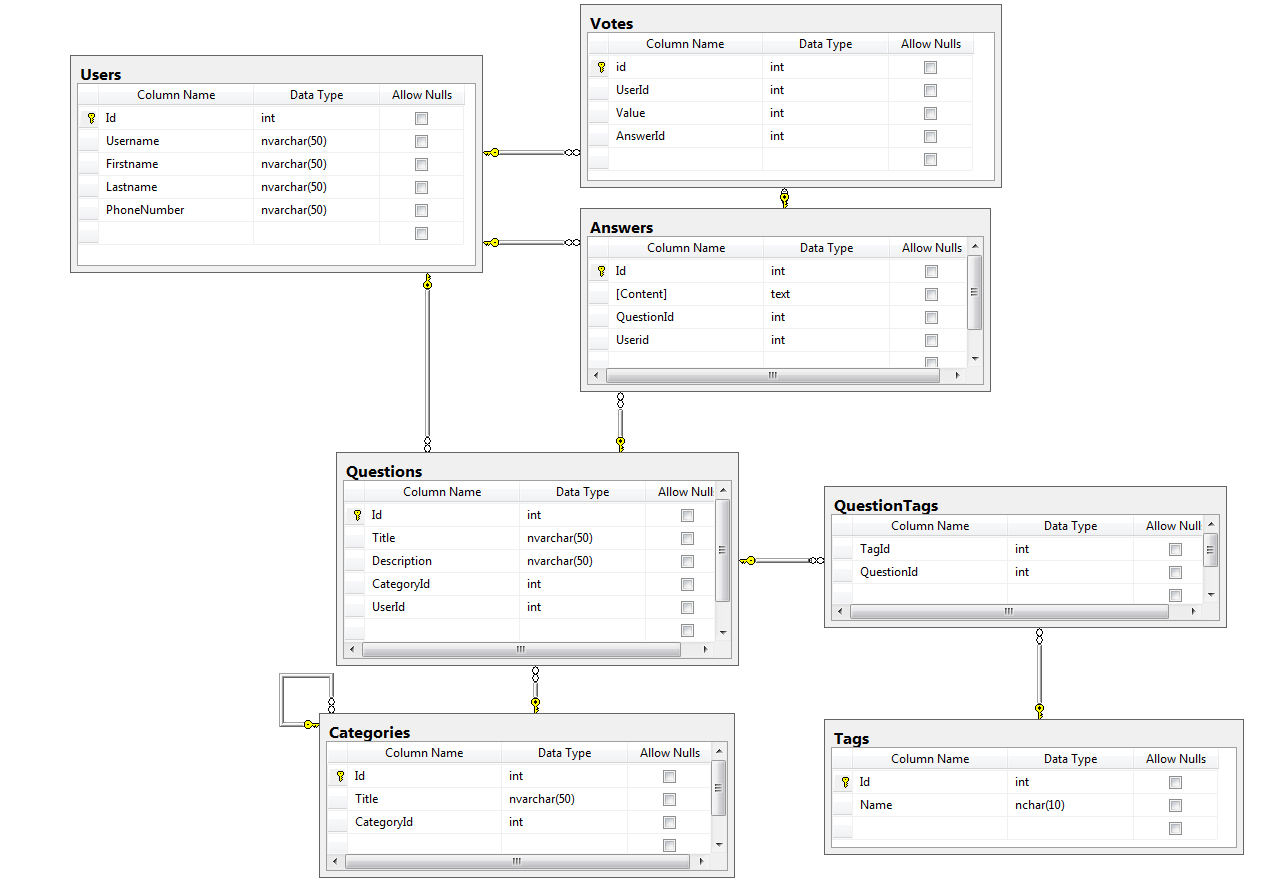 Votes
Column Name Data Type Allow Nulls
id int
UserId int
Value int
AnswerId int
Users
Column Name Data Type Allow Nulls
Id int
Username nvarchar(50)
Firstname nvarchar(50)
Lastname nvarchar(50)
PhoneNumber nvarchar(50)
Answers
Column Name Data Type Allow Nulls
Id int
[Content] text
QuestionId int
Userid int
Questions
Column Name Data Type Allow Null
Id int
Title nvarchar(50)
Description nvarchar(50)
CategoryId int
UserId int
QuestionTags
Column Name Data Type Allow Null
TagId int
QuestionId int
Categories
Column Name Data Type Allow Nulls
Id int
Title nvarchar(50)
CategoryId int
Tags
Column Name Data Type Allow Nulls
Id int
Name nchar(10)